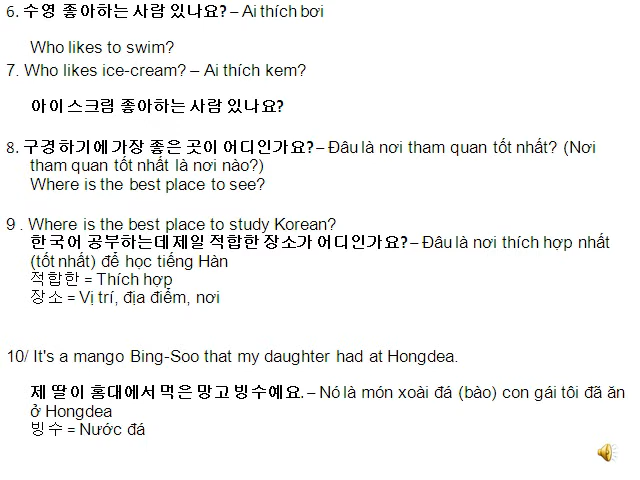 6. 수영 좋아하는 사람 있나요? – Ai thích bơi
Who likes to swim?
7. Who likes ice-cream? – Ai thích kem?
아이스크림 좋아하는 사람 있나요?
8. 구경하기에 가장 좋은 곳이 어디인가요? – Đâu là nơi tham quan tốt nhất? (Nơi
tham quan tốt nhất là nơi nào?)
Where is the best place to see?
9 . Where is the best place to study Korean?
한국어 공부하는데 제일 적합한 장소가 어디인가요? – Đâu là nơi thích hợp nhất
(tốt nhất) để học tiếng Hàn
적합한 = Thích hợp
장소 = Vị trí, địa điểm, nơi
10/ It's a mango Bing-Soo that my daughter had at Hongdea.
제 딸이 홍대에서 먹은 망고 빙수예요. – Nó là món xoài đá (bào) con gái tôi đã ăn
ở Hongdea
빙수 = Nước đá